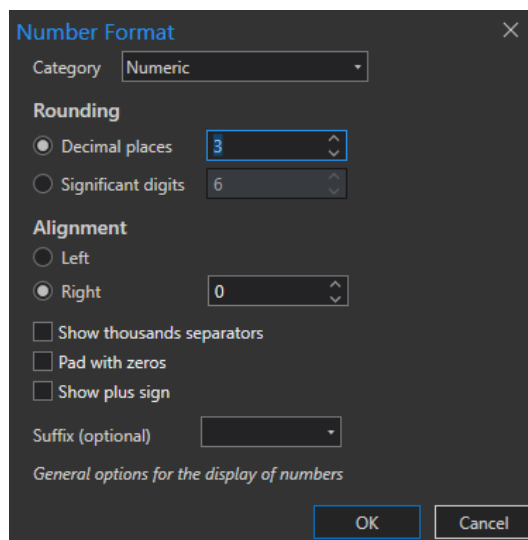 Number Format
Category Numeric
Rounding
Decimal places 3
Significant digits 6
Alignment
Left
Right 0
Show thousands separators
Pad with zeros
Show plus sign
Suffix (optional)
General options for the display of numbers
OK Cancel